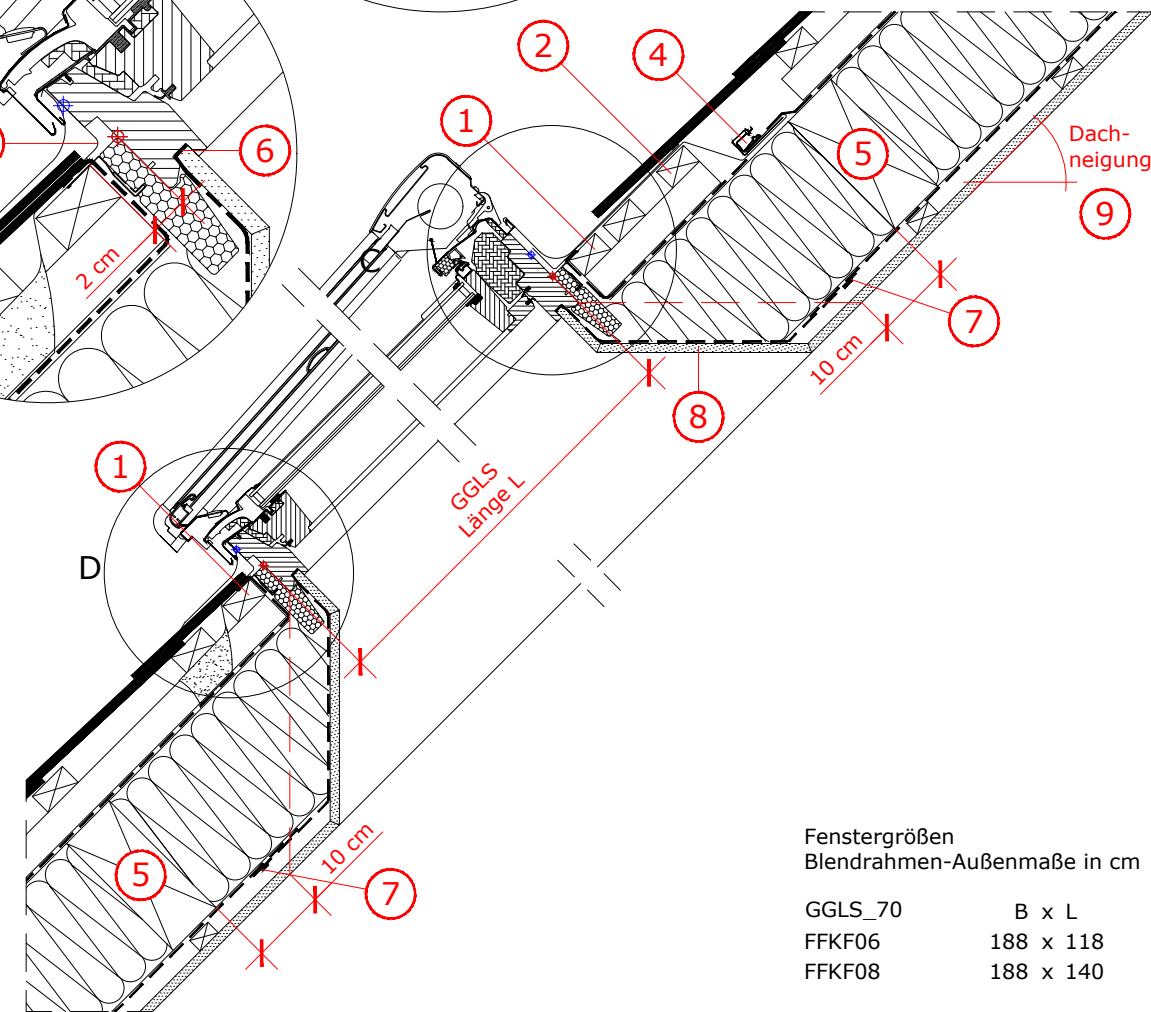 2
4
1
6
5
Dach-
neigung
9
2 cm
7
10 cm
8
1
GGLS
Länge L
D
5
10 cm
7
Fenstergrößen
Blendrahmen-Außenmaße in cm
GGLS_70 B x L
FFKF06 188 x 118
FFKF08 188 x 140